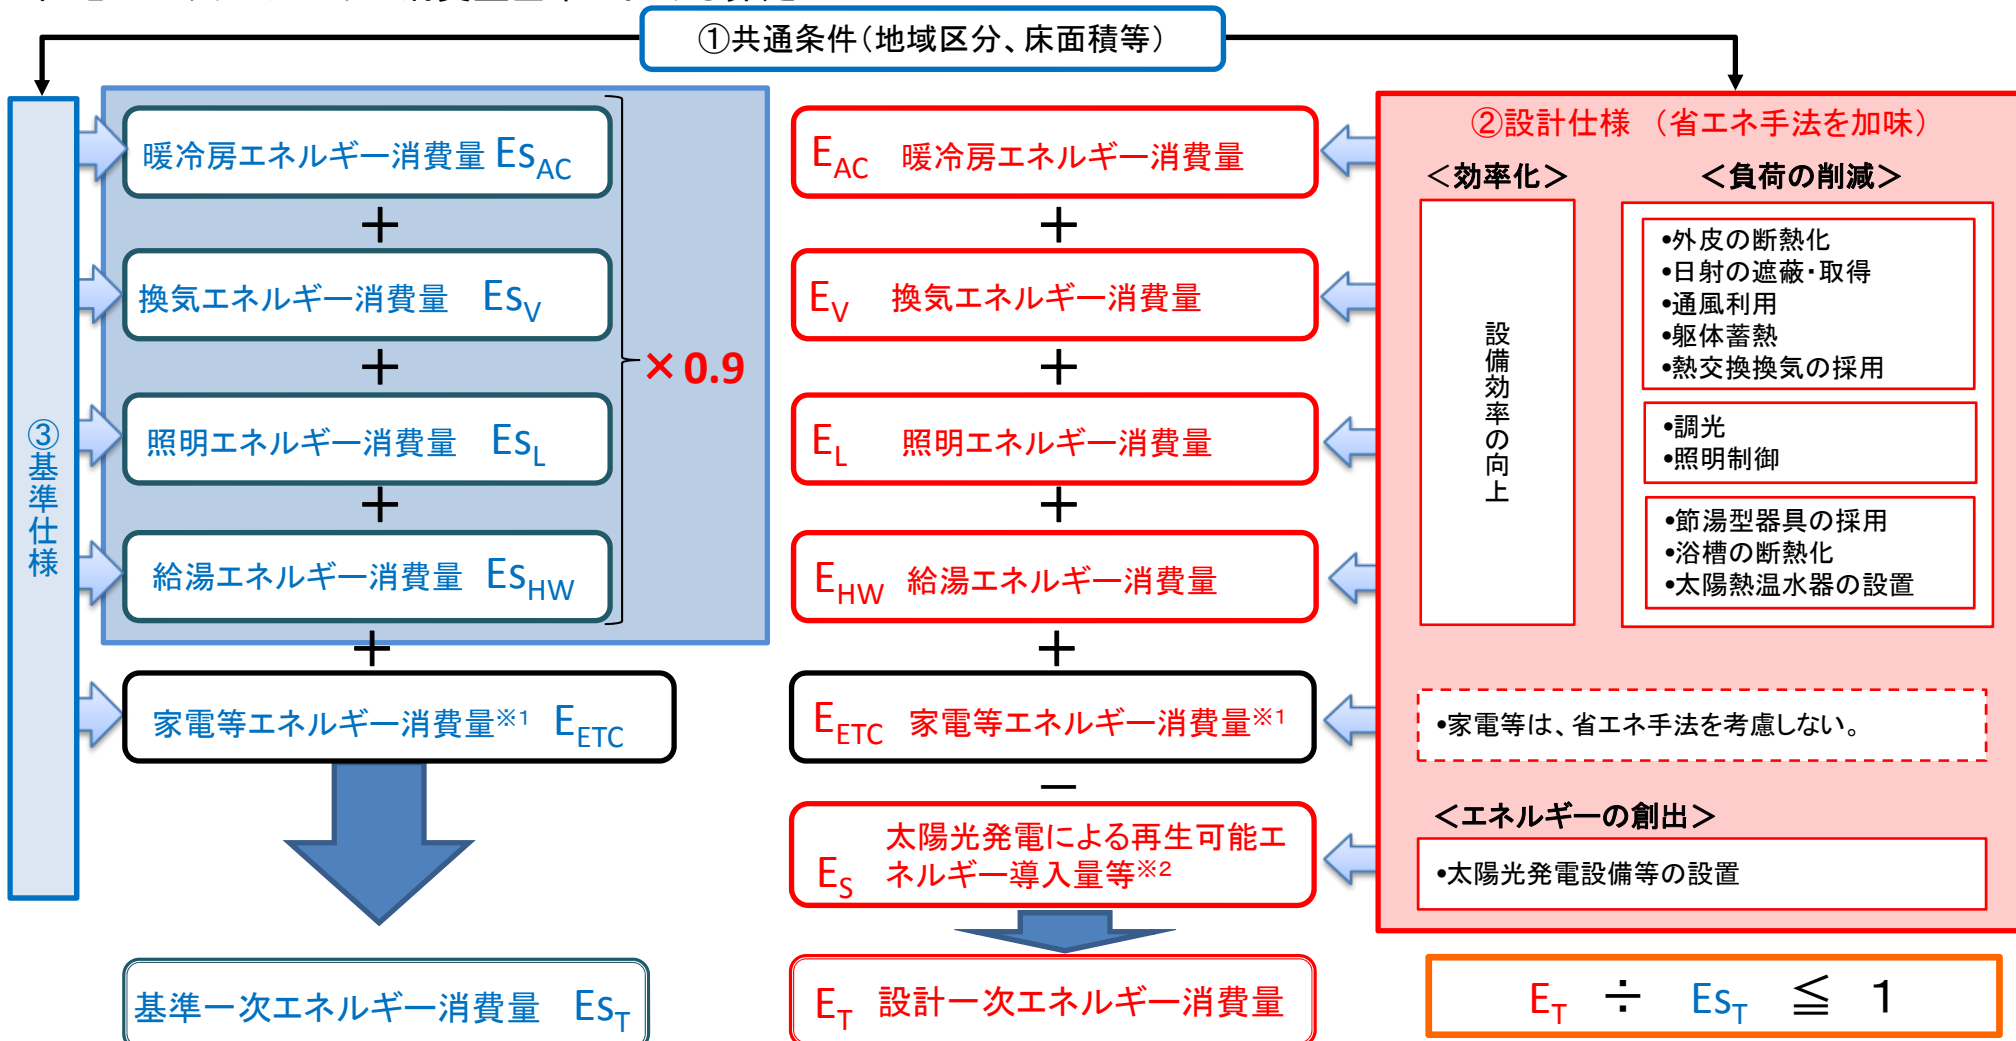 ①共通条件（地域区分、床面積等）
③基準仕様
暖冷房エネルギー消費量 EsAC
＋
換気エネルギー消費量 EsV
＋
照明エネルギー消費量 EsL
＋
給湯エネルギー消費量 EsHW
×0.9
＋
家電等エネルギー消費量※1 EETC
基準一次エネルギー消費量 EsT
EAC 暖冷房エネルギー消費量
＋
EV 換気エネルギー消費量
＋
EL 照明エネルギー消費量
＋
EHW 給湯エネルギー消費量
＋
EETC 家電等エネルギー消費量※1
－
ES 太陽光発電による再生可能エ
ネルギー導入量等※2
ET 設計一次エネルギー消費量
②設計仕様 （省エネ手法を加味）
＜効率化＞
設備効率の向上
＜負荷の削減＞
•外皮の断熱化
•日射の遮蔽・取得
•通風利用
•躯体蓄熱
•熱交換換気の採用
•調光
•照明制御
•節湯型器具の採用
•浴槽の断熱化
•太陽熱温水器の設置
•家電等は、省エネ手法を考慮しない。
＜エネルギーの創出＞
•太陽光発電設備等の設置
ET ÷ EsT ≦ 1